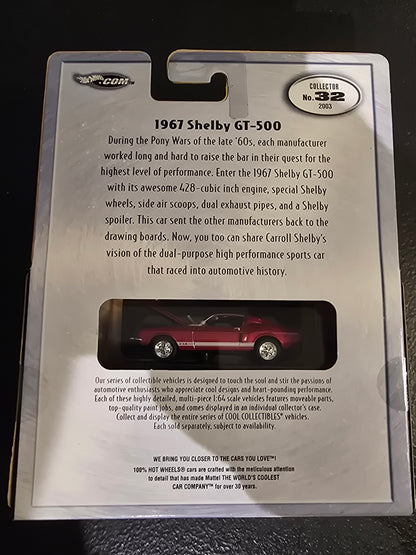 Hot Wheels .COM
COLLECTOR
No. 32
2003
1967 Shelby GT-500
During the Pony Wars of the late '60s, each manufacturer
worked long and hard to raise the bar in their quest for the
highest level of performance. Enter the 1967 Shelby GT-500
with its awesome 428-cubic inch engine, special Shelby
wheels, side air scoops, dual exhaust pipes, and a Shelby
spoiler. This car sent the other manufacturers back to the
drawing boards. Now, you too can share Carroll Shelby's
vision of the dual-purpose high performance sports car
that raced into automotive history.
Our series of collectible vehicles is designed to touch the soul and stir the passions of
automotive enthusiasts who appreciate cool designs and heart-pounding performance.
Each of these highly detailed, multi-piece 1:64 scale vehicles features moveable parts,
top-quality paint jobs, and comes displayed in an individual collector's case.
Collect and display the entire series of COOL COLLECTIBLES® vehicles.
Each sold separately, subject to availability.
WE BRING YOU CLOSER TO THE CARS YOU LOVE™!
100% HOT WHEELS® cars are crafted with the meticulous attention
to detail that has made Mattel THE WORLD'S COOLEST
CAR COMPANY™ for over 30 years.